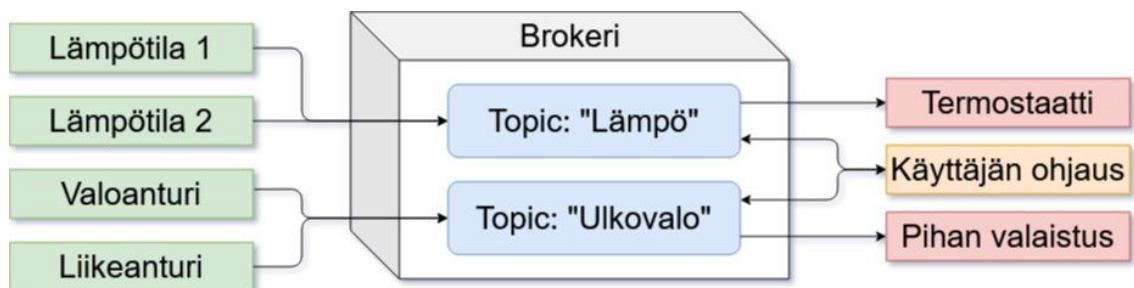 Brokeri
Lämpötila 1
Lämpötila 2
Valoanturi
Liikeanturi
Topic: "Lämpö"
Topic: "Ulkovalo"
Termostaatti
Käyttäjän ohjaus
Pihan valaistus